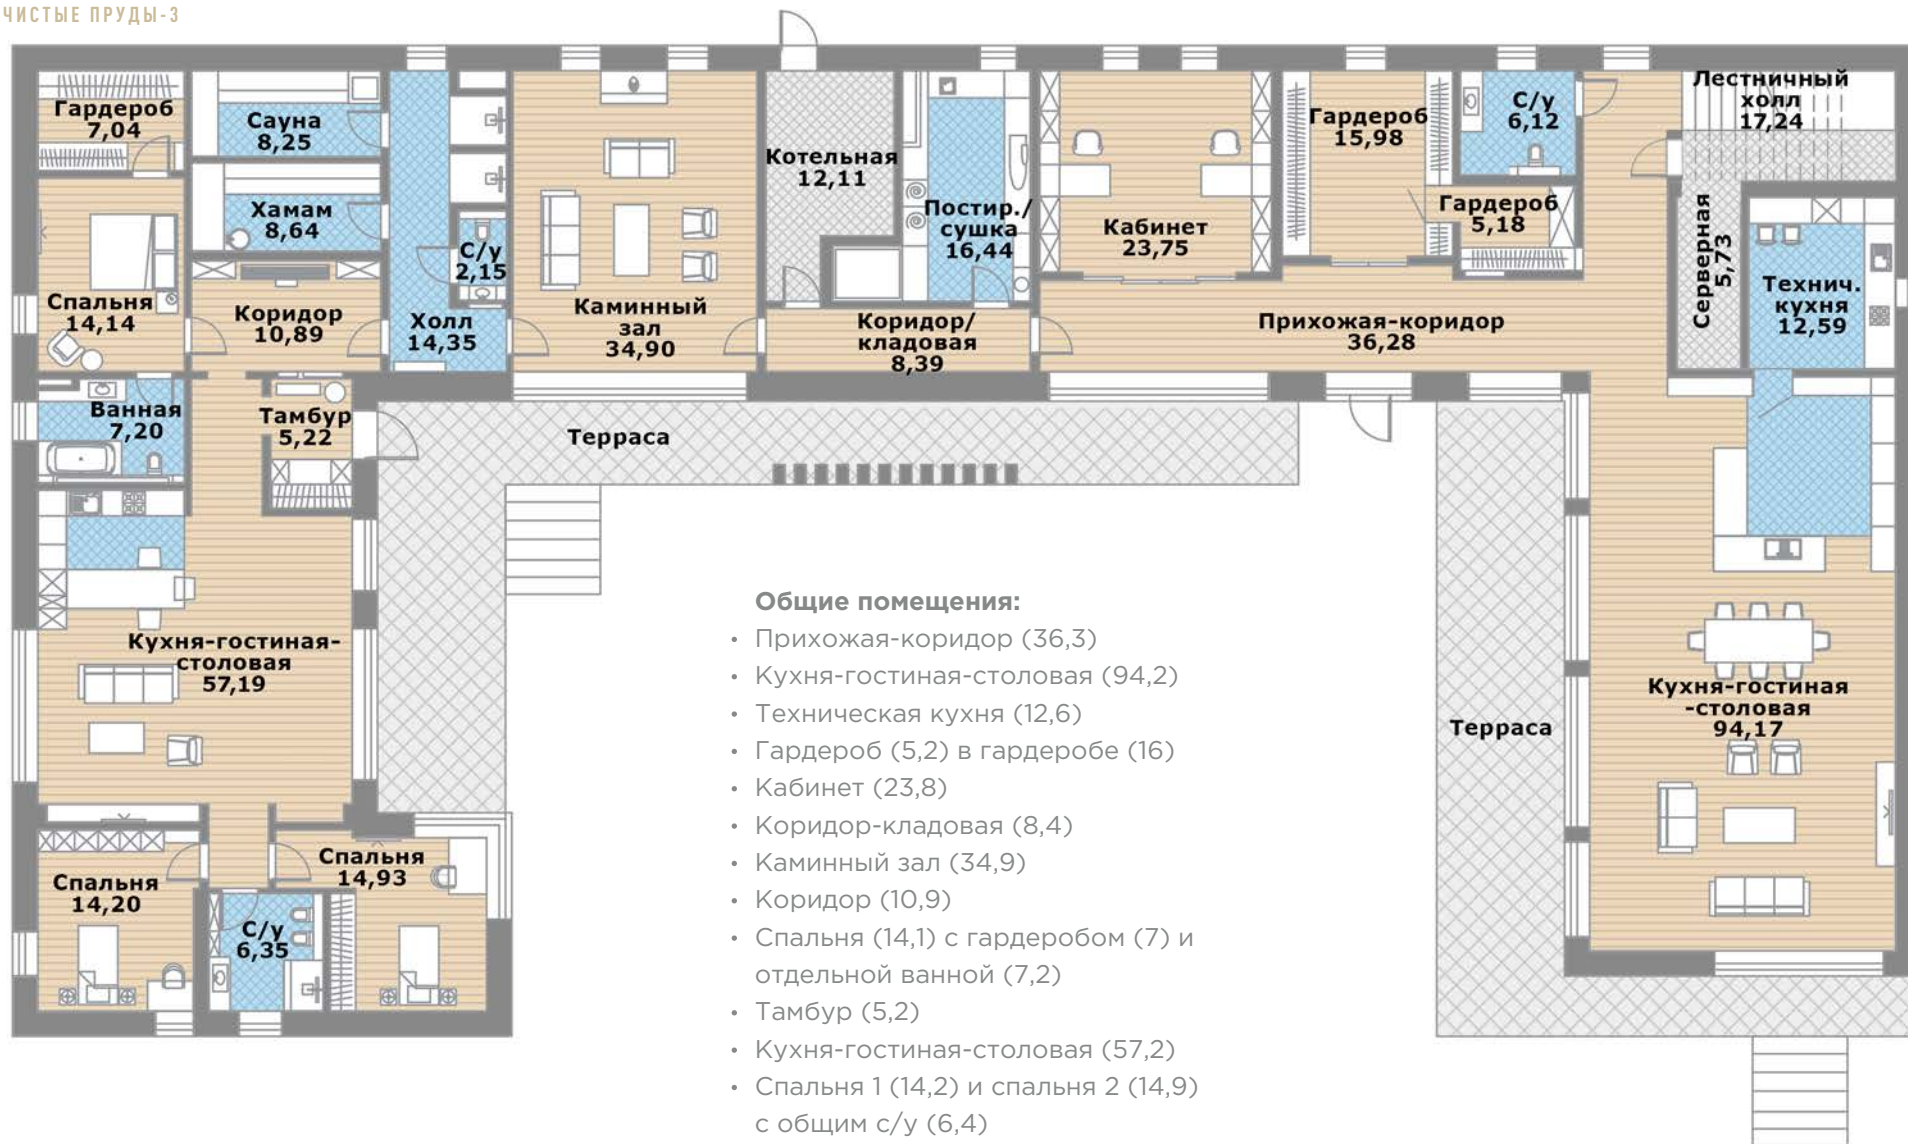 ЧИСТЫЕ ПРУДЫ-3
Гардероб
7,04
Сауна
8,25
Хамам
8,64
Спальня
14,14
Коридор
10,89
Холл
14,35
С/у
2,15
Каминный
зал
34,90
Котельная
12,11
Постир./
сушка
16,44
Коридор/
кладовая
8,39
Кабинет
23,75
Гардероб
15,98
С/у
6,12
Гардероб
5,18
Лестничный
холл
17,24
Серверная
5,73
Технич.
кухня
12,59
Прихожая-коридор
36,28
Ванная
7,20
Тамбур
5,22
Терраса
Кухня-гостиная-
столовая
57,19
Спальня
14,20
С/у
6,35
Спальня
14,93
Терраса
Кухня-гостиная
-столовая
94,17
Общие помещения:
• Прихожая-коридор (36,3)
• Кухня-гостиная-столовая (94,2)
• Техническая кухня (12,6)
• Гардероб (5,2) в гардеробе (16)
• Кабинет (23,8)
• Коридор-кладовая (8,4)
• Каминный зал (34,9)
• Коридор (10,9)
• Спальня (14,1) с гардеробом (7) и
отдельной ванной (7,2)
• Тамбур (5,2)
• Кухня-гостиная-столовая (57,2)
• Спальня 1 (14,2) и спальня 2 (14,9)
с общим с/у (6,4)